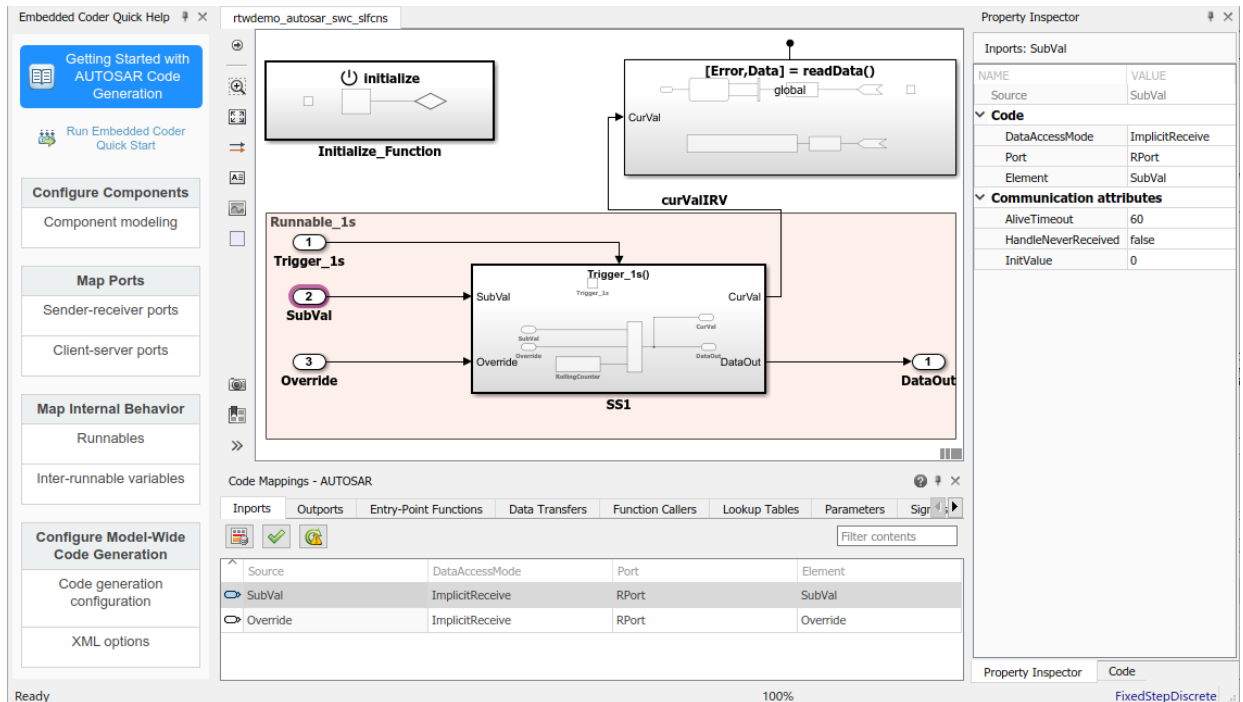 Embedded Coder Quick Help
Getting Started with
AUTOSAR Code
Generation
Run Embedded Coder
Quick Start
Configure Components
Component modeling
Map Ports
Sender-receiver ports
Client-server ports
Map Internal Behavior
Runnables
Inter-runnable variables
Configure Model-Wide
Code Generation
Code generation
configuration
XML options
Ready
rtwdemo_autosar_swc_slfcns
initialize
Initialize_Function
[Error,Data] = readData()
global
CurVal
curValIRV
Runnable_1s
1
Trigger_1s
2
SubVal
3
Override
Trigger_1s()
Trigger_1s
SubVal
CurVal
SubVal
CurVal
Override
Override
DataOut
DataOut
RollingCounter
SS1
1
DataOut
Code Mappings - AUTOSAR
Inports Outports Entry-Point Functions Data Transfers Function Callers Lookup Tables Parameters
Filter contents
Source DataAccessMode Port Element
SubVal ImplicitReceive RPort SubVal
Override ImplicitReceive RPort Override
100%
Property Inspector
Inports: SubVal
NAME VALUE
Source SubVal
Code
DataAccessMode ImplicitReceive
Port RPort
Element SubVal
Communication attributes
AliveTimeout 60
HandleNeverReceived false
InitValue 0
Property Inspector Code
FixedStepDiscrete